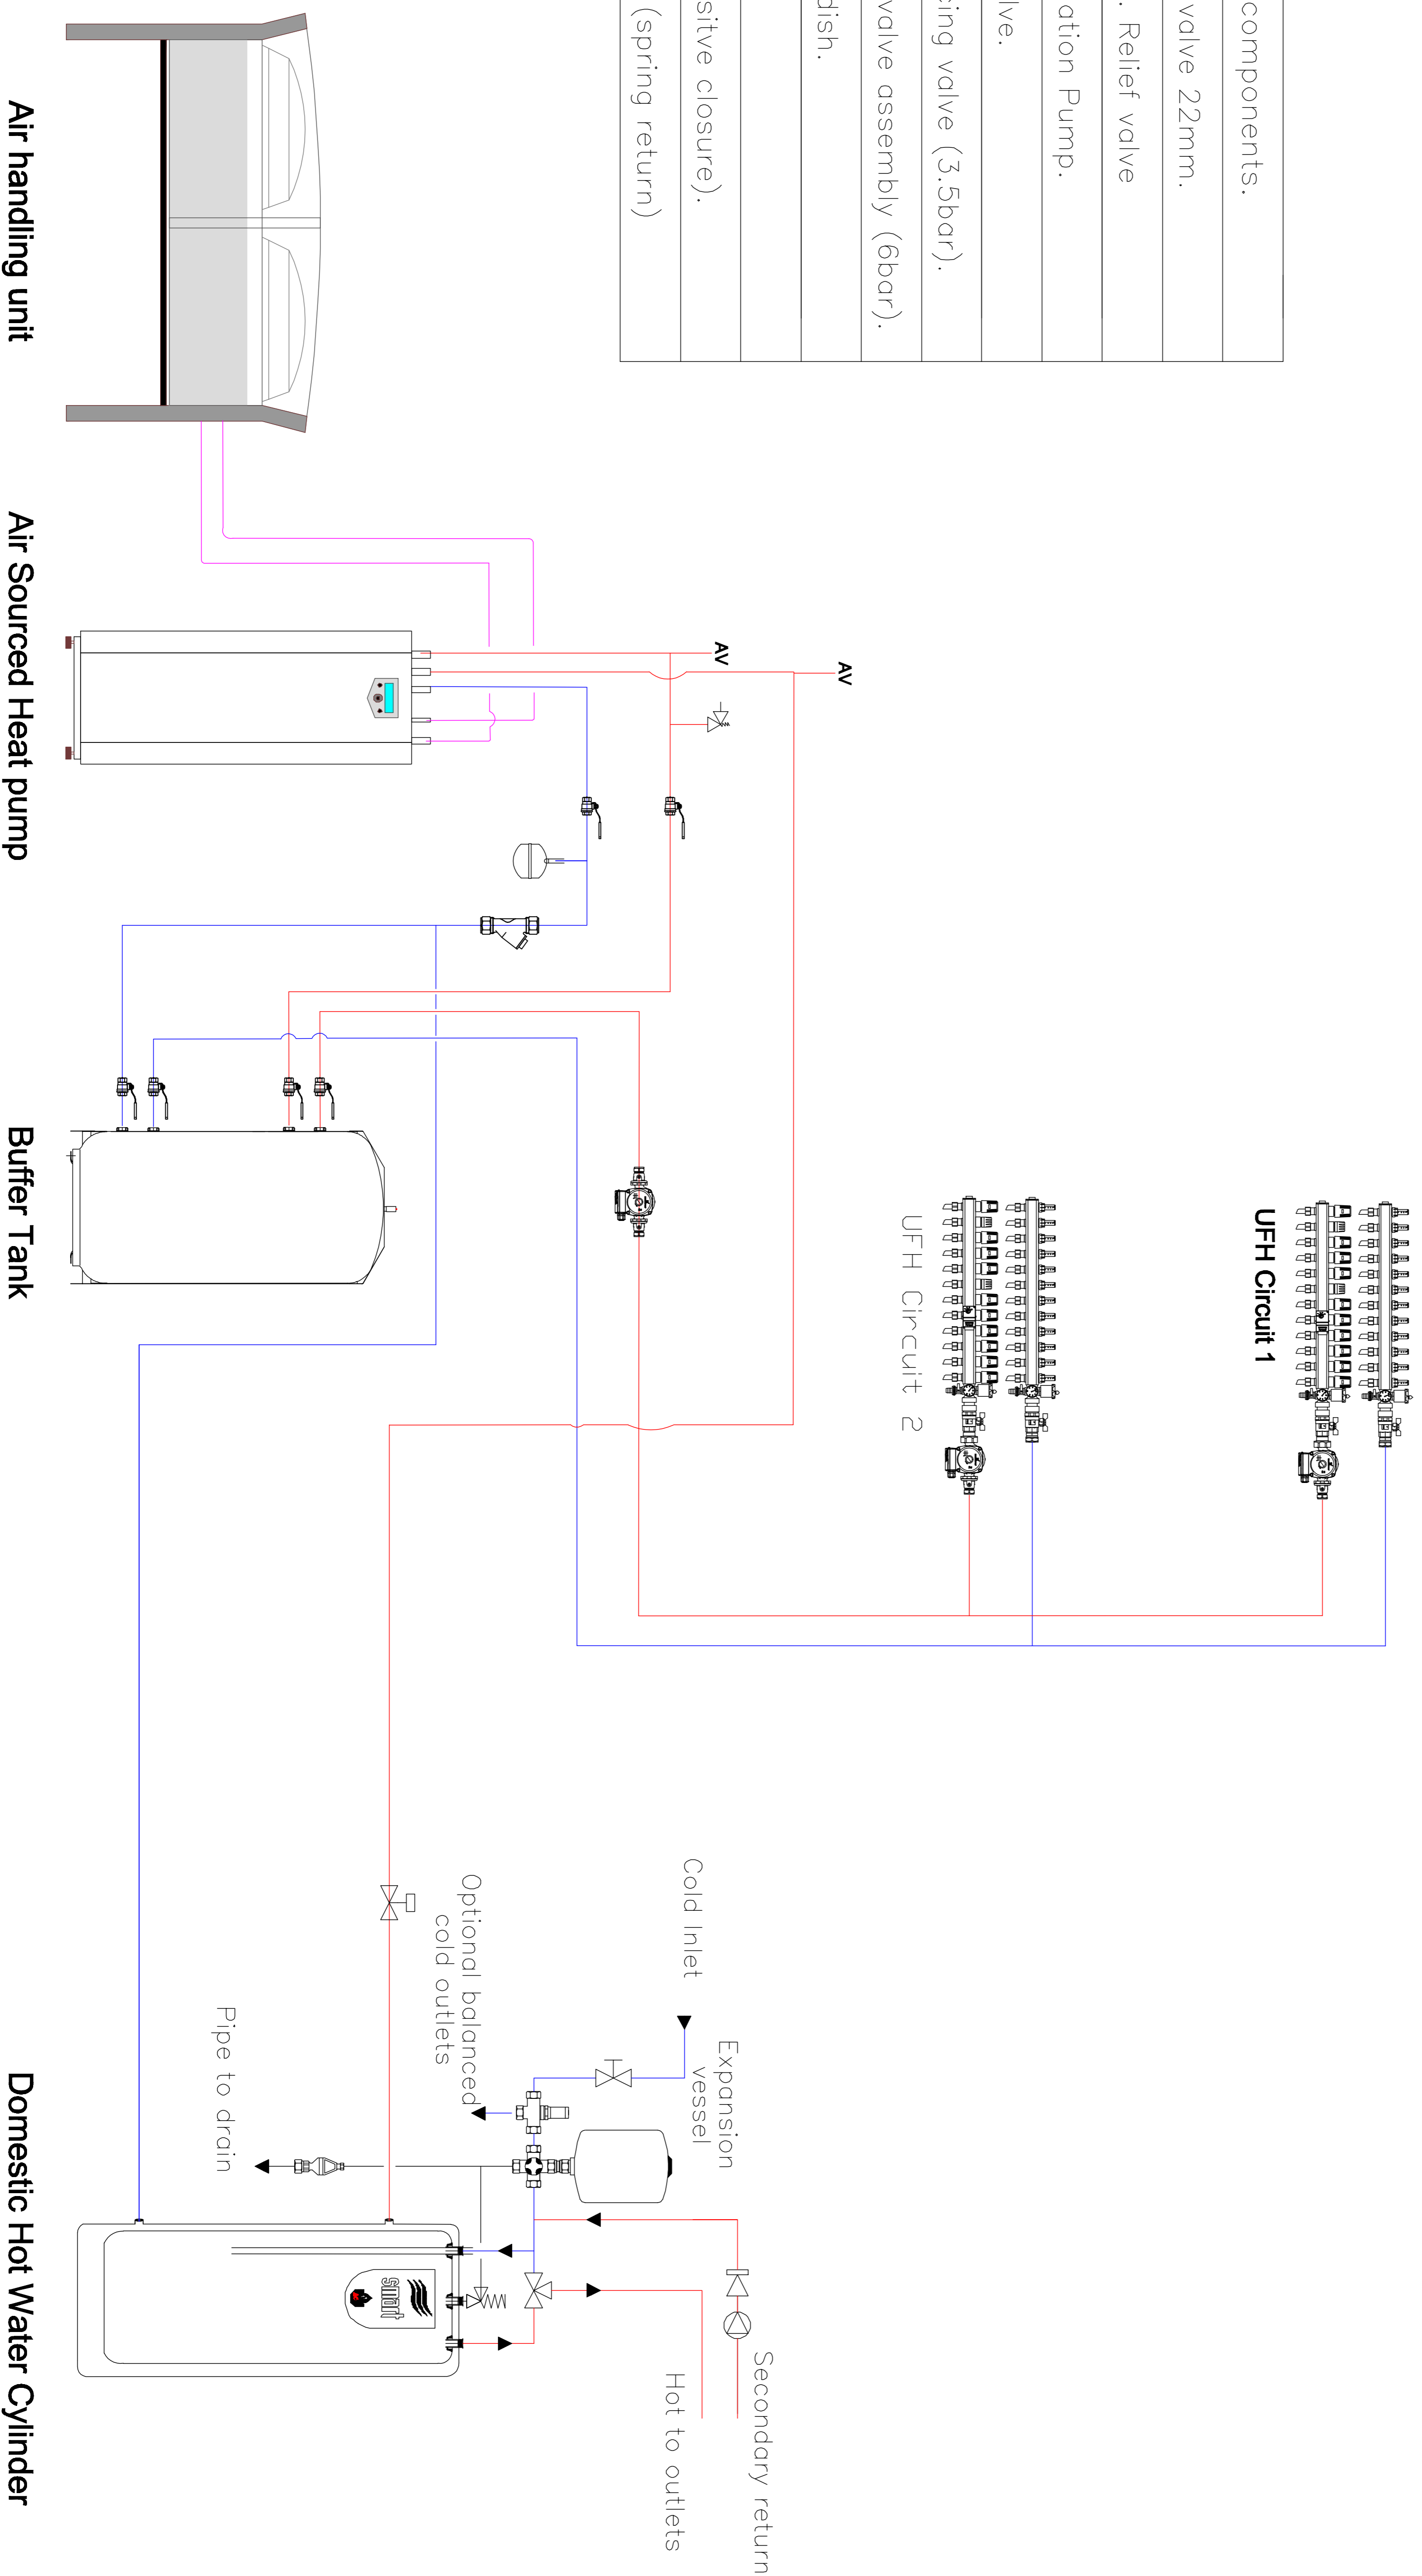 components.
valve 22mm.
. Relief valve
ation Pump.
lve.
cing valve (3.5bar).
valve assembly (6bar).
dish.
sitve closure).
(spring return)
AV
AV
UFH Circuit 1
UFH Circuit 2
Cold Inlet
Expansion
vessel
Optional balanced
cold outlets
Pipe to drain
Secondary return
Hot to outlets
smart
Air handling unit
Air Sourced Heat pump
Buffer Tank
Domestic Hot Water Cylinder